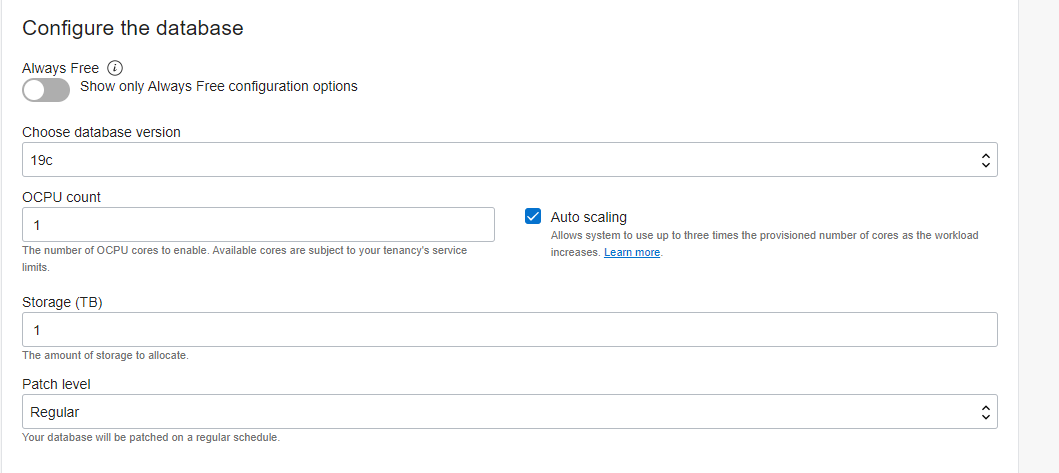 Configure the database
Always Free
Show only Always Free configuration options
Choose database version
19c
OCPU count
1
The number of OCPU cores to enable. Available cores are subject to your tenancy's service
limits.
Auto scaling
Allows system to use up to three times the provisioned number of cores as the workload
increases. Learn more.
Storage (TB)
1
The amount of storage to allocate.
Patch level
Regular
Your database will be patched on a regular schedule.